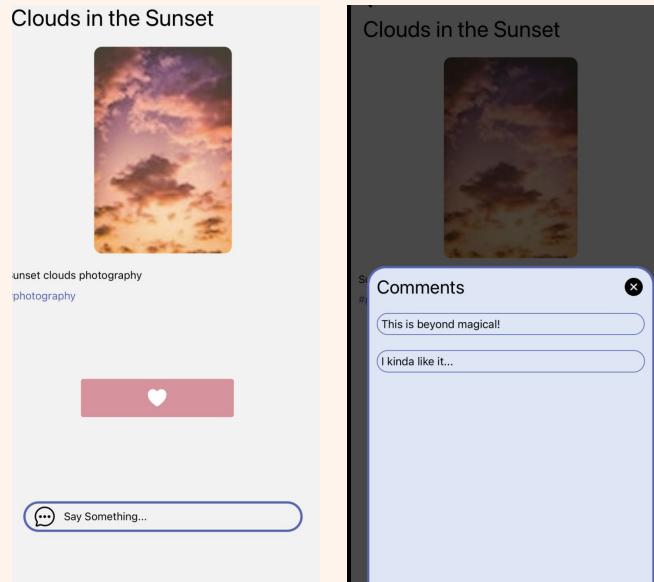 Clouds in the Sunset
unset clouds photography
photography
Say Something...
Clouds in the Sunset
Comments
This is beyond magical!
I kinda like it...